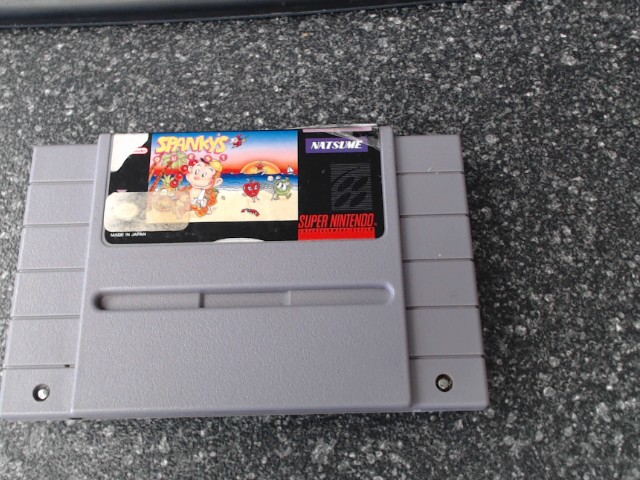 SPANKY'S
NATSUME
SUPER NINTENDO
MADE IN JAPAN